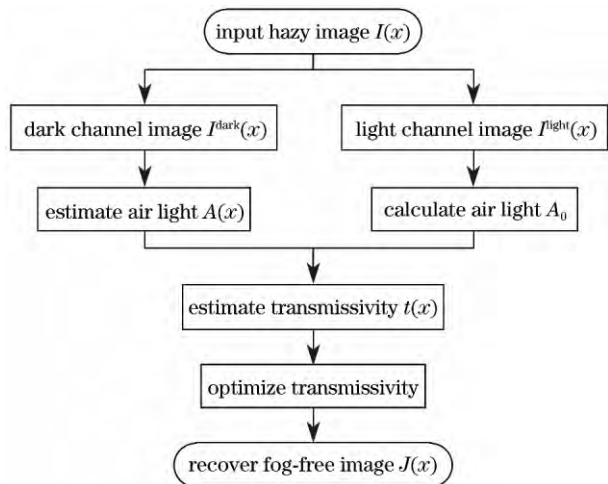 input hazy image I(x)
dark channel image I^dark(x)
light channel image I^light(x)
estimate air light A(x)
calculate air light A₀
estimate transmissivity t(x)
optimize transmissivity
recover fog-free image J(x)